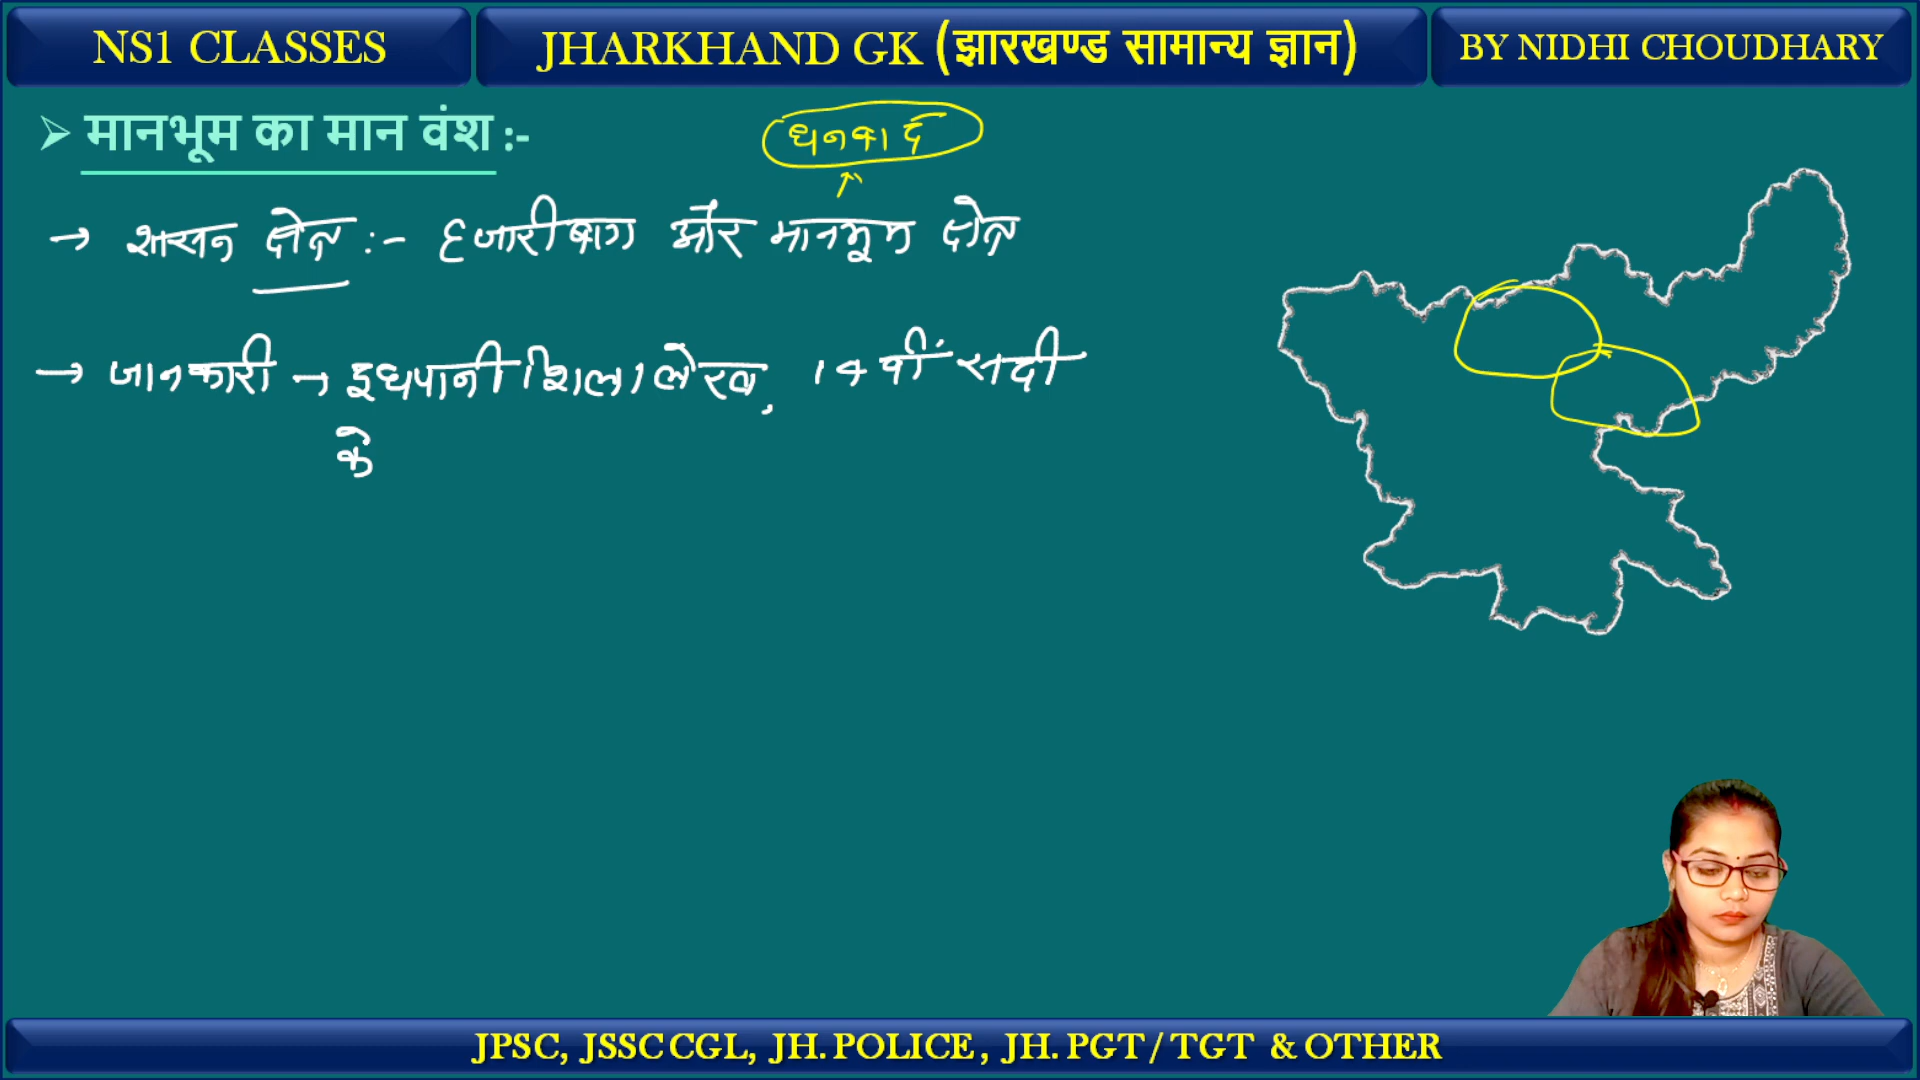 NS1 CLASSES
JHARKHAND GK (झारखण्ड सामान्य ज्ञान)
BY NIDHI CHOUDHARY
➢ मानभूम का मान वंश :-
धनबाद
→ शासन क्षेत्र :- हजारीबाग और मानभूम क्षेत्र
→ जानकारी → दुधपानी शिलालेख, 14 वीं सदी
के
JPSC, JSSC CGL, JH. POLICE, JH. PGT / TGT & OTHER